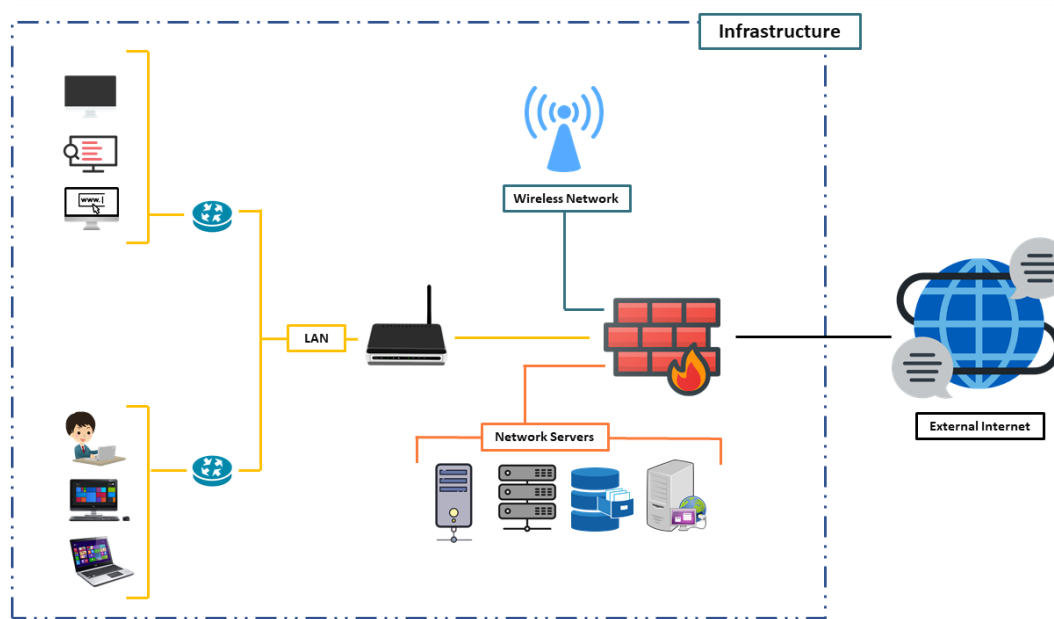 Infrastructure
Wireless Network
www.|
LAN
External Internet
Network Servers